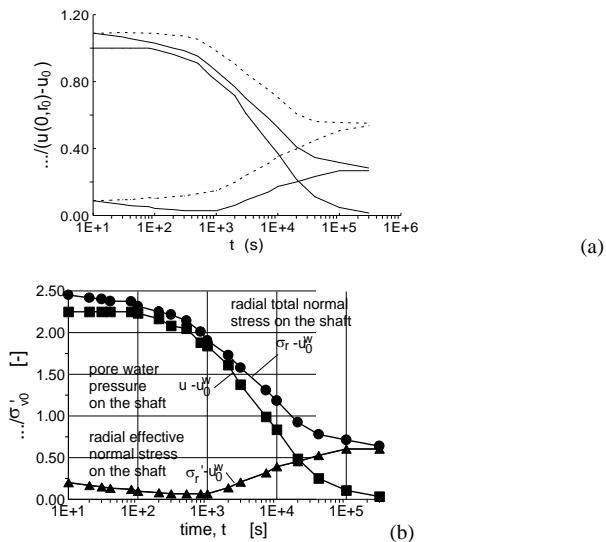 1.20
0.80
0.40
0.00
.../(u(0,r0)-u0)
1E+1 1E+2 1E+3 1E+4 1E+5 1E+6
t (s)
(a)
2.50
2.00
1.50
1.00
0.50
0.00
.../σ'v0 [-]
radial total normal
stress on the shaft
σr -u0w
u -u0w
pore water
pressure
on the shaft
radial effective
normal stress
on the shaft
σr'-u0w
1E+1 1E+2 1E+3 1E+4 1E+5
time, t [s]
(b)